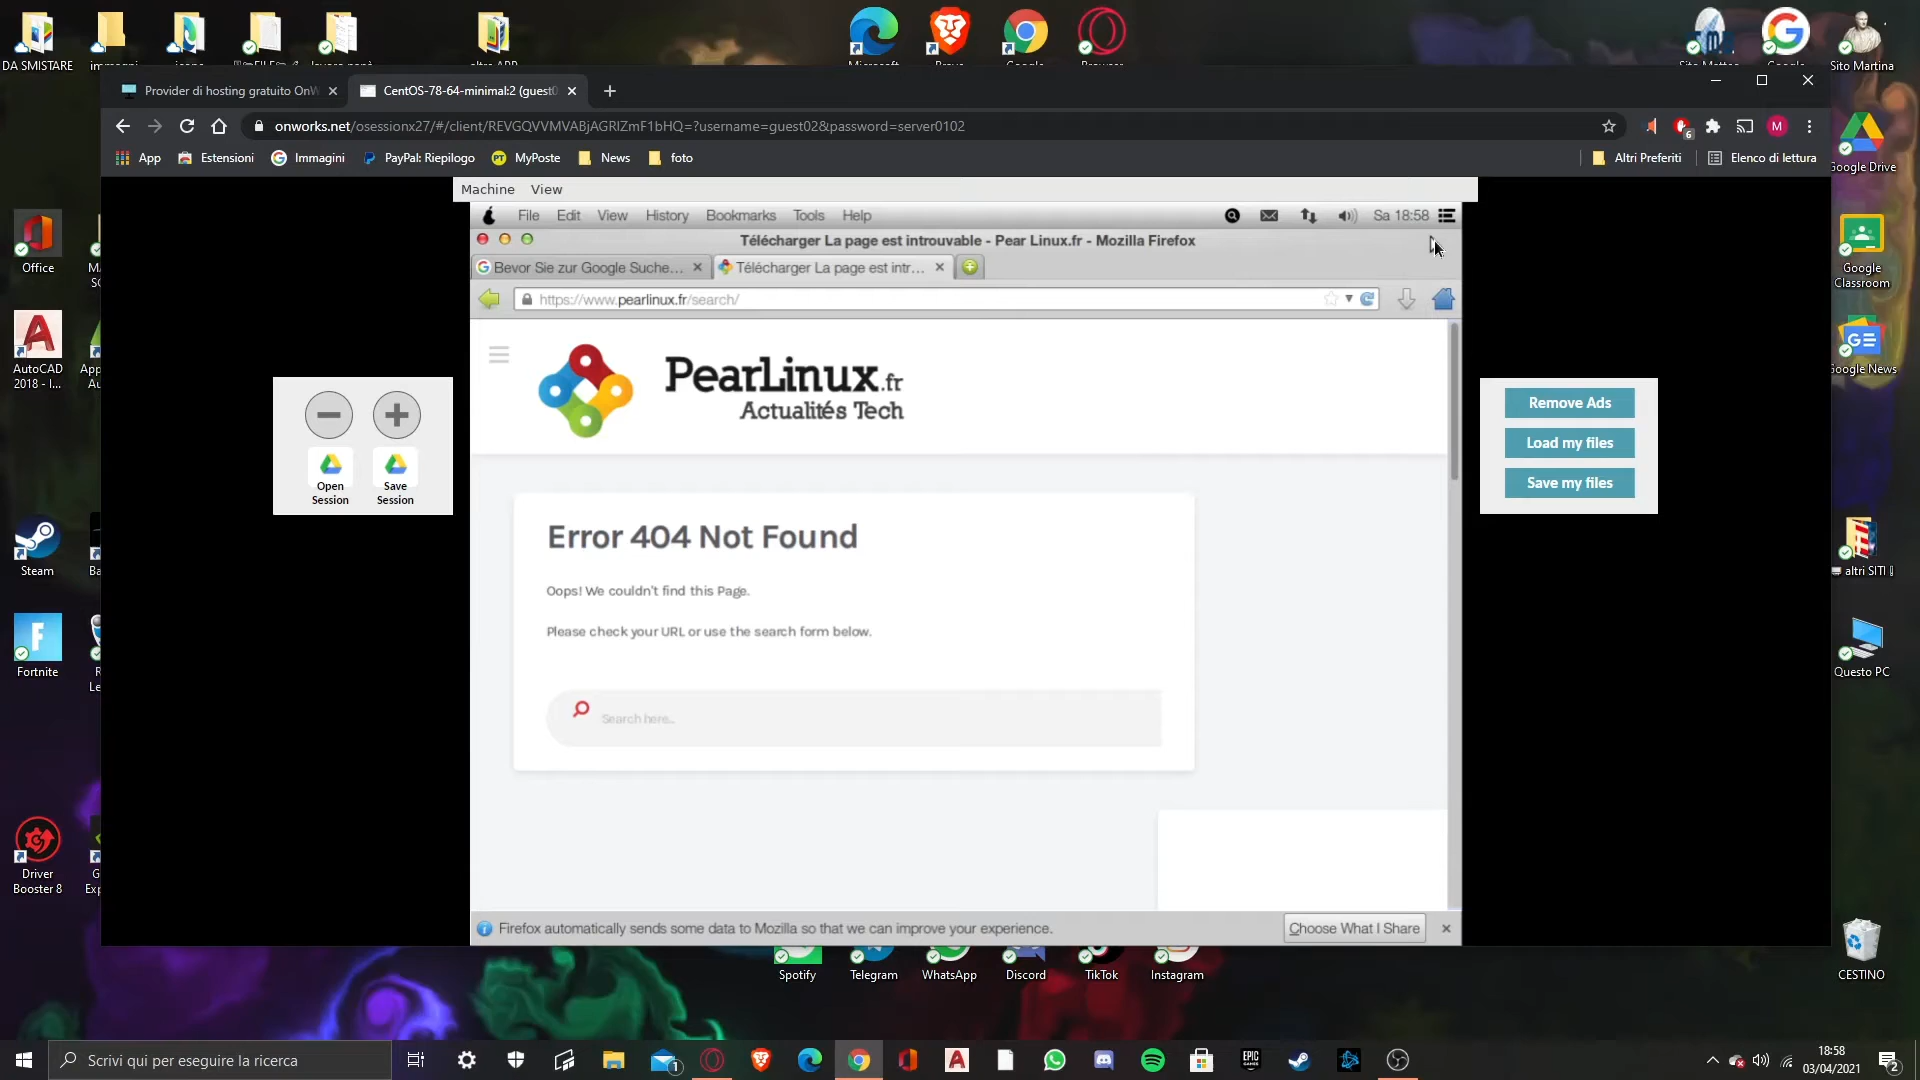 DA SMISTARE
Provider di hosting gratuito OnW
CentOS-78-64-minimal:2 (guest0
onworks.net/osessionx27/#/client/REVGQVVMVABjAGRIZmF1bHQ=?username=guest02&password=server0102
App
Estensioni
Immagini
PayPal: Riepilogo
MyPoste
News
foto
Altri Preferiti
Elenco di lettura
Machine View
File Edit View History Bookmarks Tools Help
Sa 18:58
Télécharger La page est introuvable - Pear Linux.fr - Mozilla Firefox
Bevor Sie zur Google Suche...
Télécharger La page est intr...
https://www.pearlinux.fr/search/
PearLinux.fr
Actualités Tech
Error 404 Not Found
Oops! We couldn't find this Page.
Please check your URL or use the search form below.
Search here...
Firefox automatically sends some data to Mozilla so that we can improve your experience.
Choose What I Share
Open
Session
Save
Session
Remove Ads
Load my files
Save my files
Sito Martina
Google Drive
Google
Classroom
Google News
altri SITI
Questo PC
CESTINO
Office
AutoCAD
2018 - I...
Steam
Fortnite
Driver
Booster 8
Spotify
Telegram
WhatsApp
Discord
TikTok
Instagram
Scrivi qui per eseguire la ricerca
18:58
03/04/2021